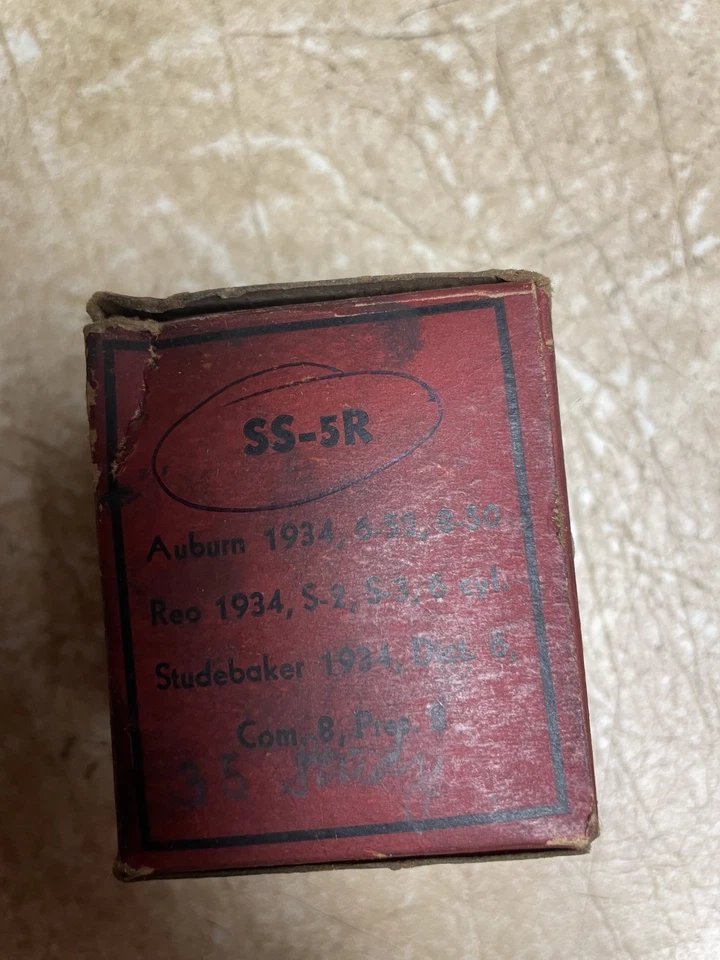 SS-5R
Auburn 1934, 6-52, 8-50
Reo 1934, S-2, S-3, 6 cyl.
Studebaker 1934, Dict. 6,
Com. 8, Pres. 8
35